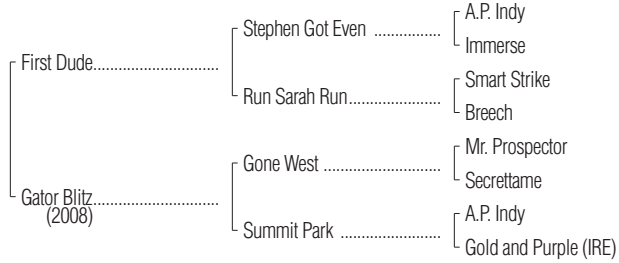 A.P. Indy
Stephen Got Even ................
Immerse
First Dude..............................
Smart Strike
Run Sarah Run......................
Breech
Mr. Prospector
Gone West ............................
Secrettame
Gator Blitz..............................
(2008)
A.P. Indy
Summit Park ........................
Gold and Purple (IRE)